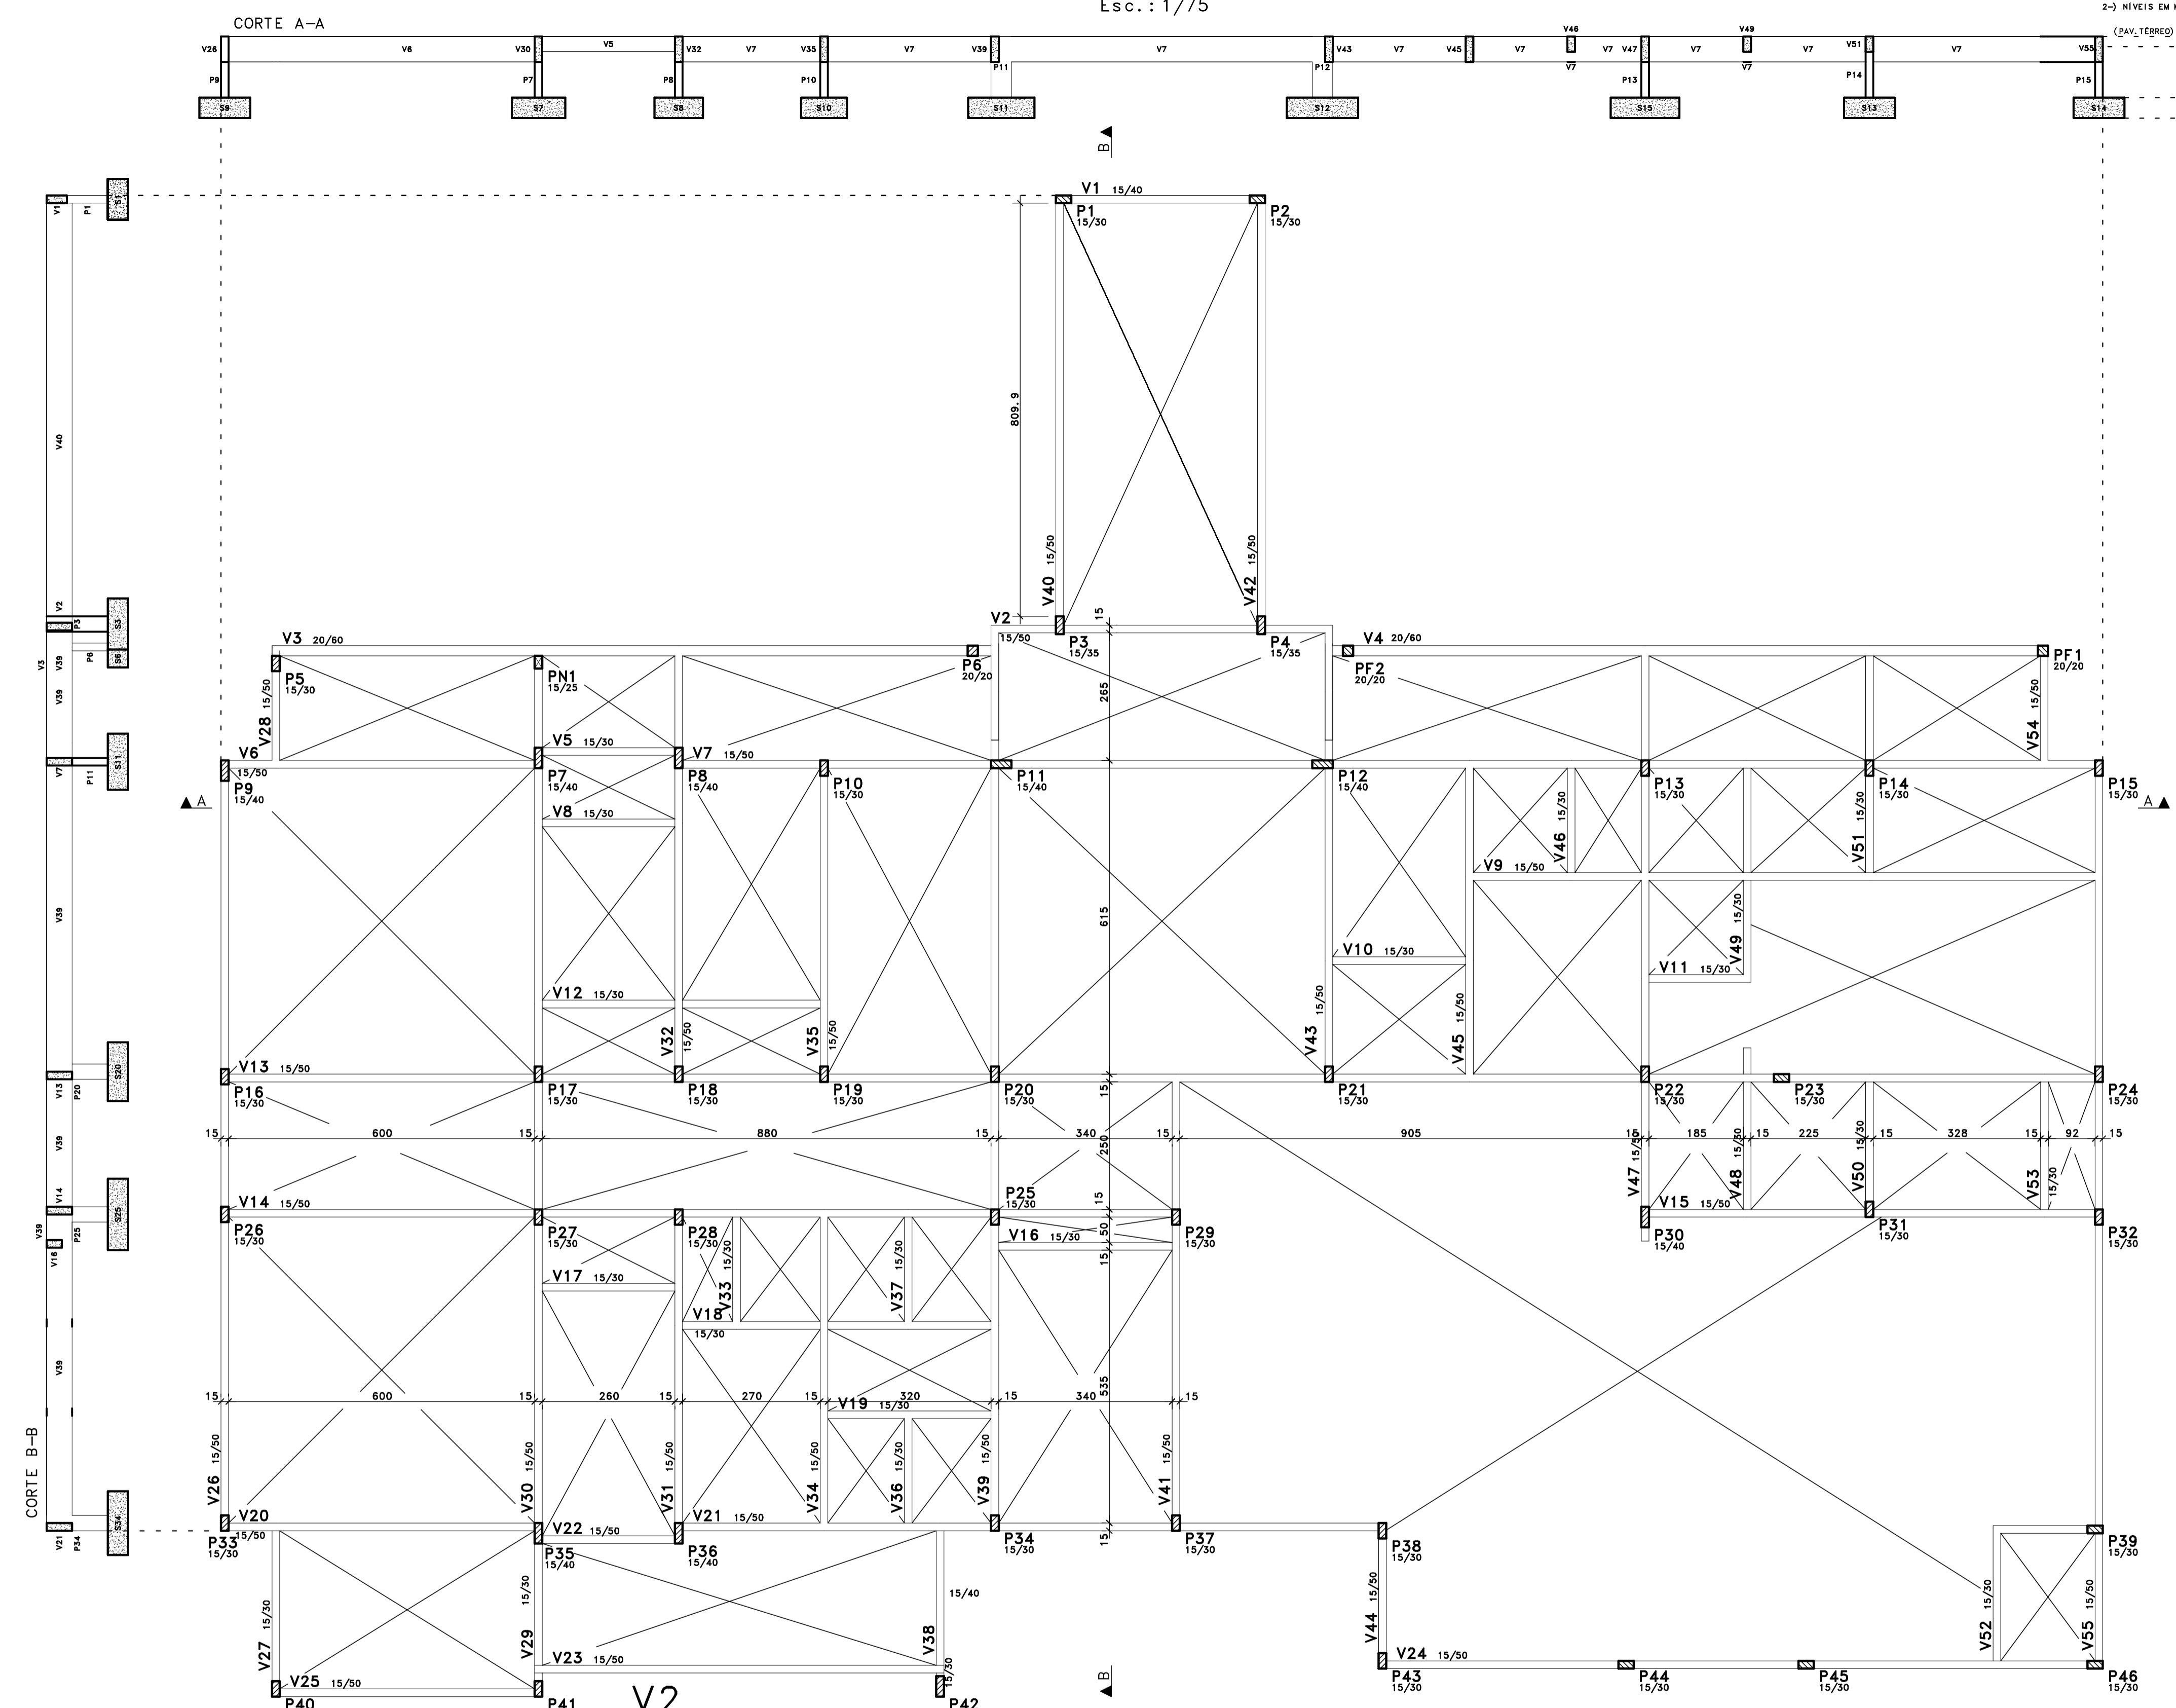 Esc.: 1/75
2-) NÍVEIS EM
(PAV. TÉRREO)
CORTE A-A
V26 V6 V30 V5 V32 V7 V35 V7 V39 V7 V43 V7 V45 V7 V46 V7 V47 V7 V49 V7 V51 V7 V55
P9 P7 P8 P10 P11 P12 V7 P13 V7 P14 P15
S9 S7 S8 S10 S11 S12 S15 S13 S14
B
V1 P1 S1
V1 15/40
P1 15/30
P2 15/30
809.9
V40
V40 15/50
V42 15/50
V2 P3 S3
V3 V39 P6 S6
V39
V2 15/50
P3 15/35
P4 15/35
15
V3 20/60
P6 20/20
V4 20/60
PF2 20/20
PF1 20/20
P5 15/30
PN1 15/25
V28 15/50
265
V54 15/50
V7 P11 S11
V6 15/50
V5 15/30
V7 15/50
P9 15/40
P7 15/40
P8 15/40
P10 15/30
P11 15/40
P12 15/40
P13 15/30
P14 15/30
P15 15/30
A
A
V8 15/30
V46 15/30
V51 15/30
V9 15/50
V39
615
V10 15/30
V49 15/30
V11 15/30
V12 15/30
V32 15/50
V35 15/50
V43 15/50
V45 15/50
V13 P20 S20
V13 15/50
P16 15/30
P17 15/30
P18 15/30
P19 15/30
P20 15/30
15
P21 15/30
P22 15/30
P23 15/30
P24 15/30
V39
15 600 15 880 15 340 15 905 15 185 15 225 15 328 15 92 15
250
V47 15/50
V48 15/30
V50 15/30
V53 15/30
V14 P25 S25
V39 V16
V14 15/50
P25 15/30
15
V15 15/50
P26 15/30
P27 15/30
P28 15/30
50
P29 15/30
P30 15/40
P31 15/30
P32 15/30
V16 15/30
15
V17 15/30
V33 15/30
V37 15/30
V18 15/30
V39
15 600 15 260 15 270 15 320 15 340 15
535
V19 15/30
CORTE B-B
V26 15/50
V30 15/50
V31 15/50
V34 15/50
V36 15/30
V39 15/50
V41 15/50
V21 P34 S34
V20 15/50
V22 15/50
V21 15/50
15
P33 15/30
P35 15/40
P36 15/40
P34 15/30
P37 15/30
P38 15/30
P39 15/30
V27 15/30
V29 15/30
V38 15/40
V44 15/50
V52 15/30
V55 15/50
V23 15/50
15/30
V24 15/50
V25 15/50
B
P43 15/30
P44 15/30
P45 15/30
P46 15/30
P40
P41
P42
V2